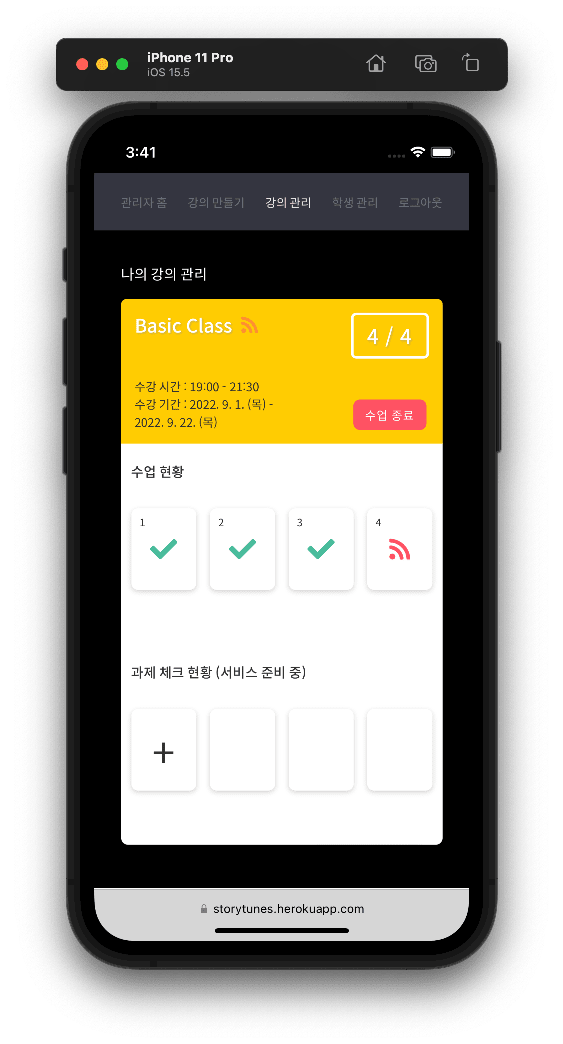 iPhone 11 Pro
iOS 15.5
3:41
관리자 홈 강의 만들기 강의 관리 학생 관리 로그아웃
나의 강의 관리
Basic Class
4 / 4
수강 시간 : 19:00 - 21:30
수강 기간 : 2022. 9. 1. (목) -
2022. 9. 22. (목)
수업 종료
수업 현황
1 2 3 4
과제 체크 현황 (서비스 준비 중)
storytunes.herokuapp.com